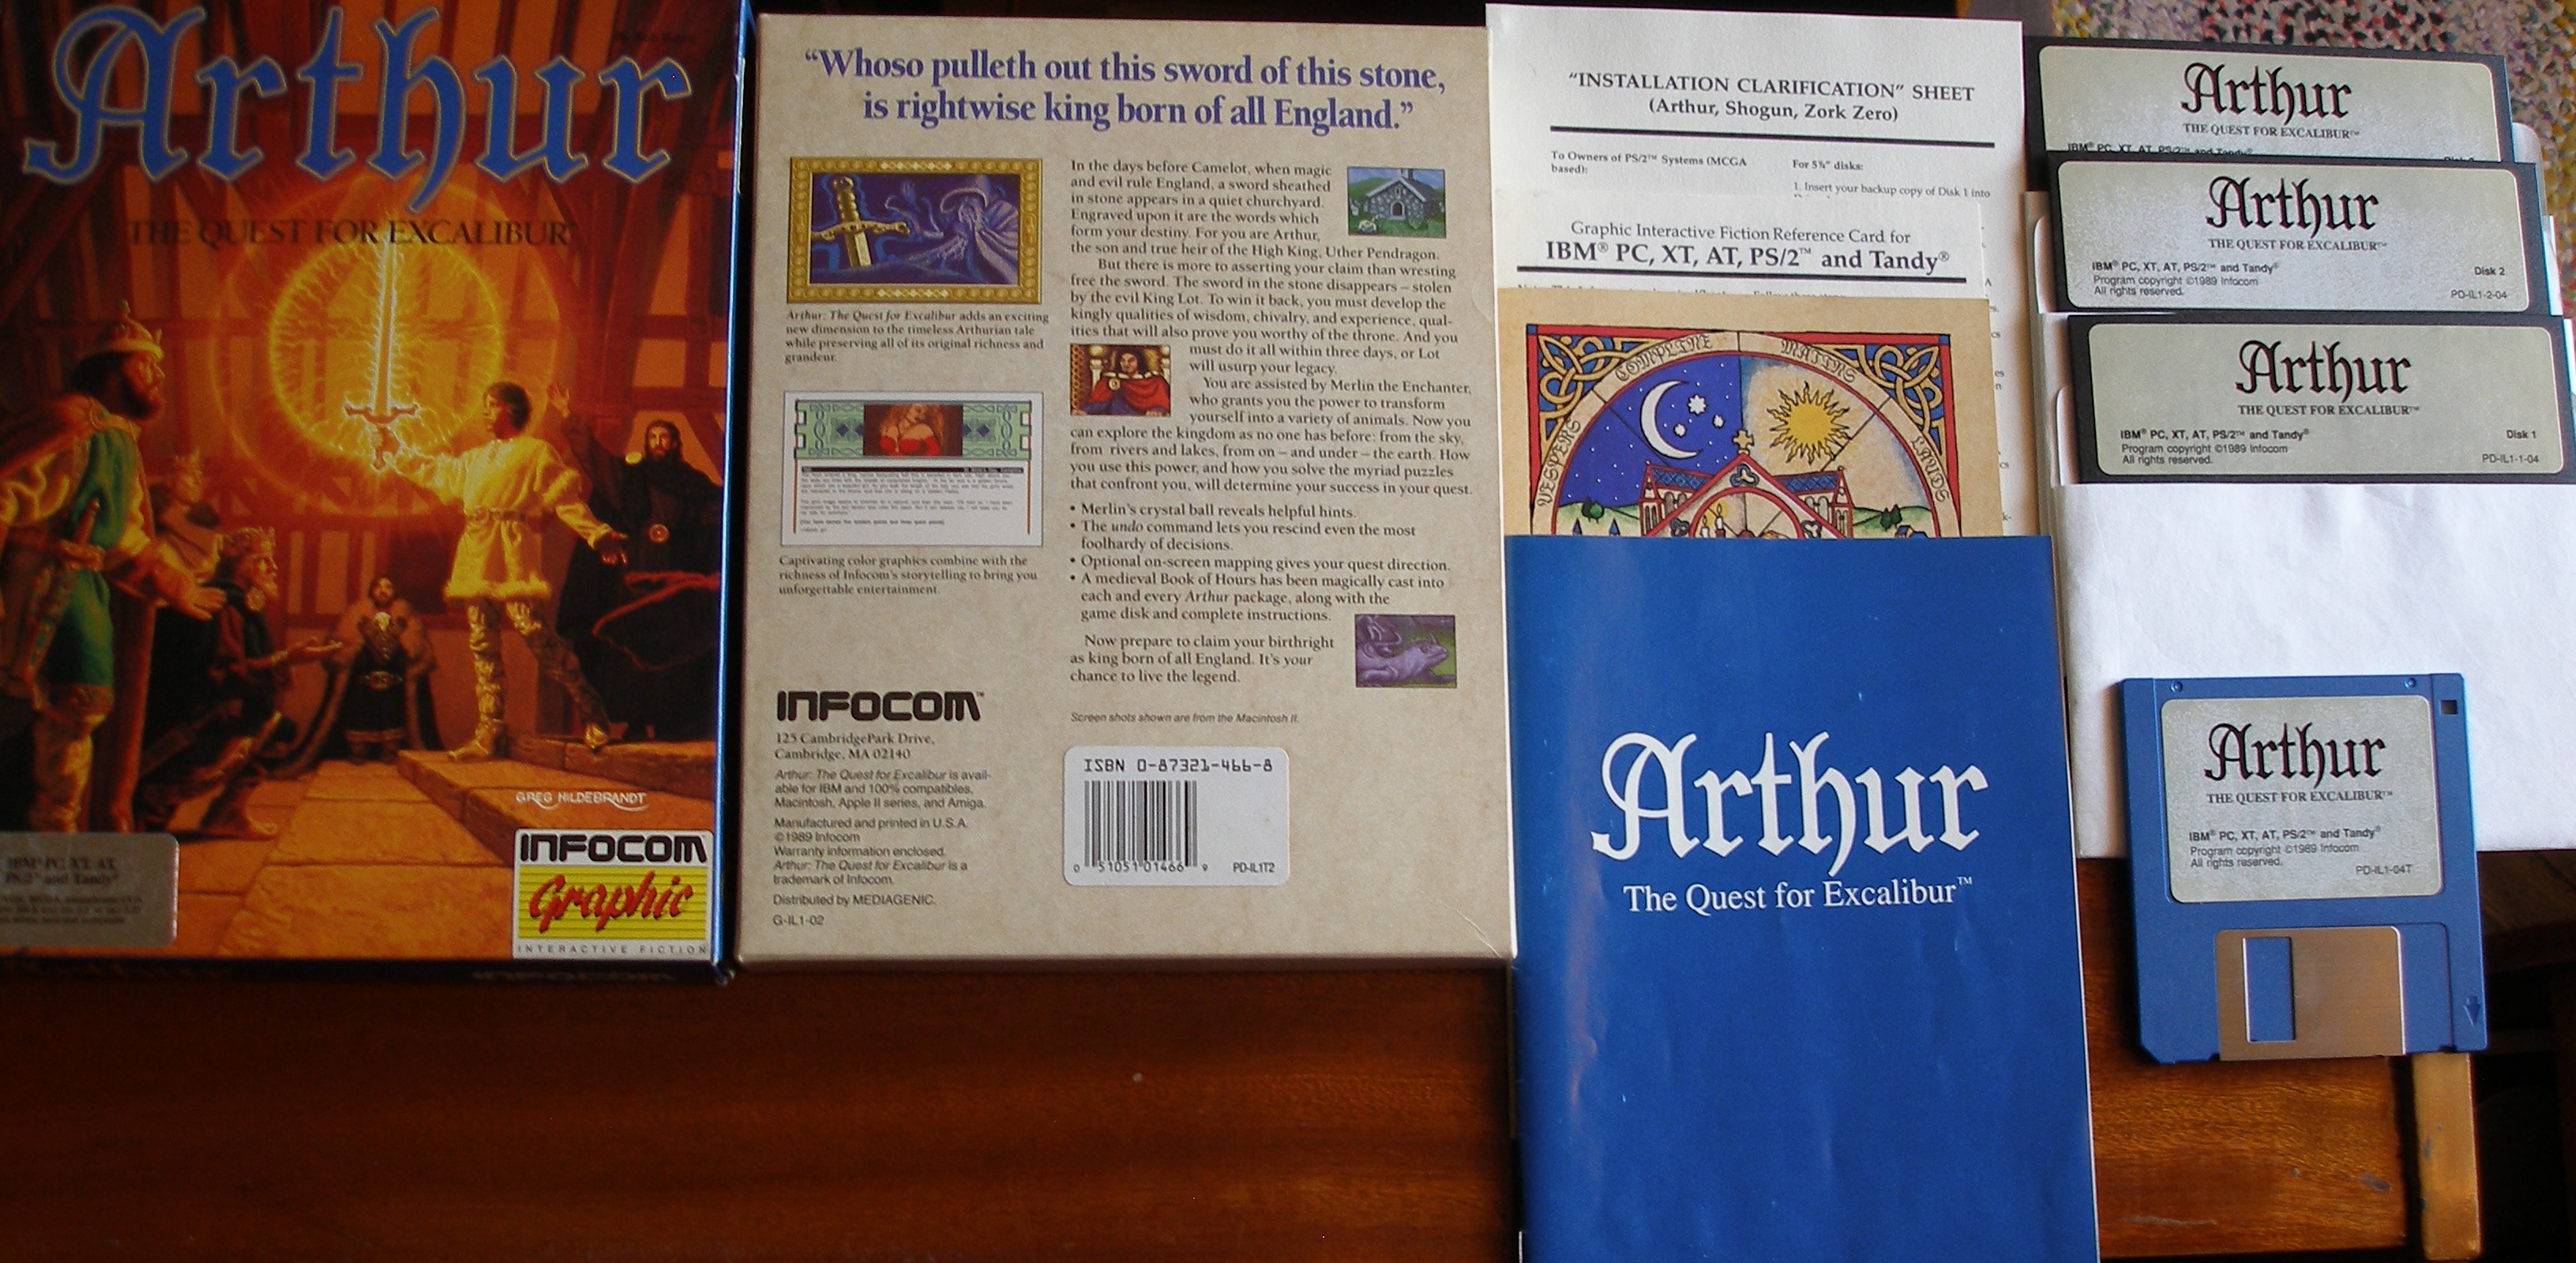 Arthur
THE QUEST FOR EXCALIBUR
GREG HILDEBRANDT
IBM® PC, XT, AT,
PS/2™ and Tandy®
INFOCOM
Graphic
INTERACTIVE FICTION
“Whoso pulleth out this sword of this stone,
is rightwise king born of all England.”
Arthur: The Quest for Excalibur adds an exciting
new dimension to the timeless Arthurian tale
while preserving all of its original richness and
grandeur.
Captivating color graphics combine with the
richness of Infocom's storytelling to bring you
unforgettable entertainment.
In the days before Camelot, when magic
and evil rule England, a sword sheathed
in stone appears in a quiet churchyard.
Engraved upon it are the words which
form your destiny. For you are Arthur,
the son and true heir of the High King, Uther Pendragon.
But there is more to asserting your claim than wresting
free the sword. The sword in the stone disappears – stolen
by the evil King Lot. To win it back, you must develop the
kingly qualities of wisdom, chivalry, and experience, qual-
ities that will also prove you worthy of the throne. And you
must do it all within three days, or Lot
will usurp your legacy.
You are assisted by Merlin the Enchanter,
who grants you the power to transform
yourself into a variety of animals. Now you
can explore the kingdom as no one has before: from the sky,
from rivers and lakes, from on – and under – the earth. How
you use this power, and how you solve the myriad puzzles
that confront you, will determine your success in your quest.
• Merlin's crystal ball reveals helpful hints.
• The undo command lets you rescind even the most
foolhardy of decisions.
• Optional on-screen mapping gives your quest direction.
• A medieval Book of Hours has been magically cast into
each and every Arthur package, along with the
game disk and complete instructions.
Now prepare to claim your birthright
as king born of all England. It's your
chance to live the legend.
Screen shots shown are from the Macintosh II.
INFOCOM™
125 CambridgePark Drive,
Cambridge, MA 02140
Arthur: The Quest for Excalibur is avail-
able for IBM and 100% compatibles,
Macintosh, Apple II series, and Amiga.
Manufactured and printed in U.S.A.
©1989 Infocom
Warranty information enclosed.
Arthur: The Quest for Excalibur is a
trademark of Infocom.
Distributed by MEDIAGENIC.
G-IL1-02
ISBN 0-87321-466-8
0 51051 01466 9
PD-IL1T2
“INSTALLATION CLARIFICATION” SHEET
(Arthur, Shogun, Zork Zero)
To Owners of PS/2™ Systems (MCGA
based):
For 5¼" disks:
1. Insert your backup copy of Disk 1 into
Graphic Interactive Fiction Reference Card for
IBM® PC, XT, AT, PS/2™ and Tandy®
VESPERS
COMPLINE
MATINS
LAUDS
Arthur
The Quest for Excalibur™
Arthur
THE QUEST FOR EXCALIBUR™
IBM® PC, XT, AT, PS/2™ and Tandy®
Arthur
THE QUEST FOR EXCALIBUR™
IBM® PC, XT, AT, PS/2™ and Tandy®
Disk 2
Program copyright ©1989 Infocom
All rights reserved.
PD-IL1-2-04
Arthur
THE QUEST FOR EXCALIBUR™
IBM® PC, XT, AT, PS/2™ and Tandy®
Disk 1
Program copyright ©1989 Infocom
All rights reserved.
PD-IL1-1-04
Arthur
THE QUEST FOR EXCALIBUR™
IBM® PC, XT, AT, PS/2™ and Tandy®
Program copyright ©1989 Infocom
All rights reserved.
PD-IL1-04T